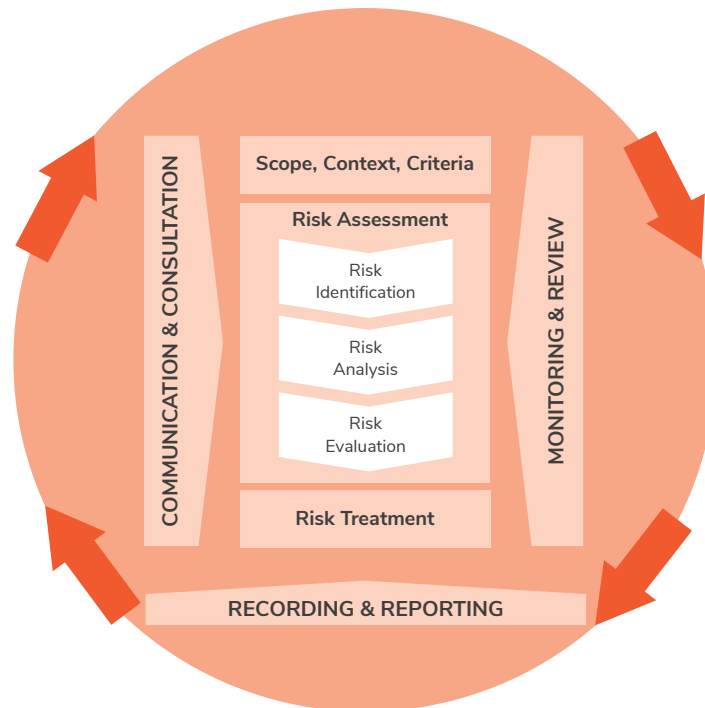 COMMUNICATION & CONSULTATION
Scope, Context, Criteria
Risk Assessment
Risk
Identification
Risk
Analysis
Risk
Evaluation
Risk Treatment
MONITORING & REVIEW
RECORDING & REPORTING